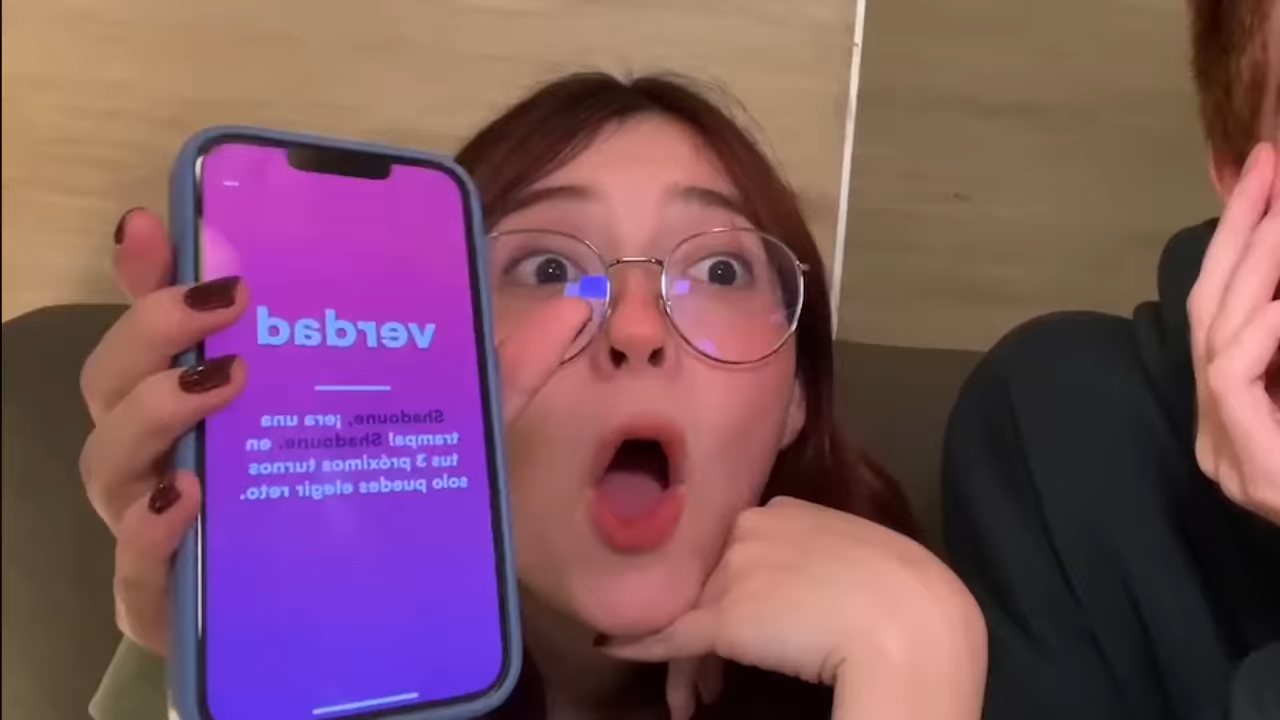 verdad
Shadoune, ¡era una
trampa! Shadoune, en
tus 3 próximos turnos
solo puedes elegir reto.